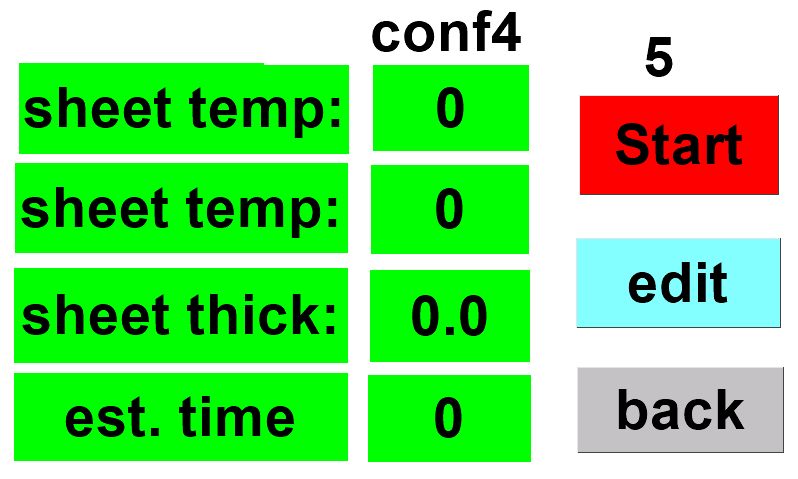 conf4
5
sheet temp: 0
Start
sheet temp: 0
edit
sheet thick: 0.0
est. time 0
back